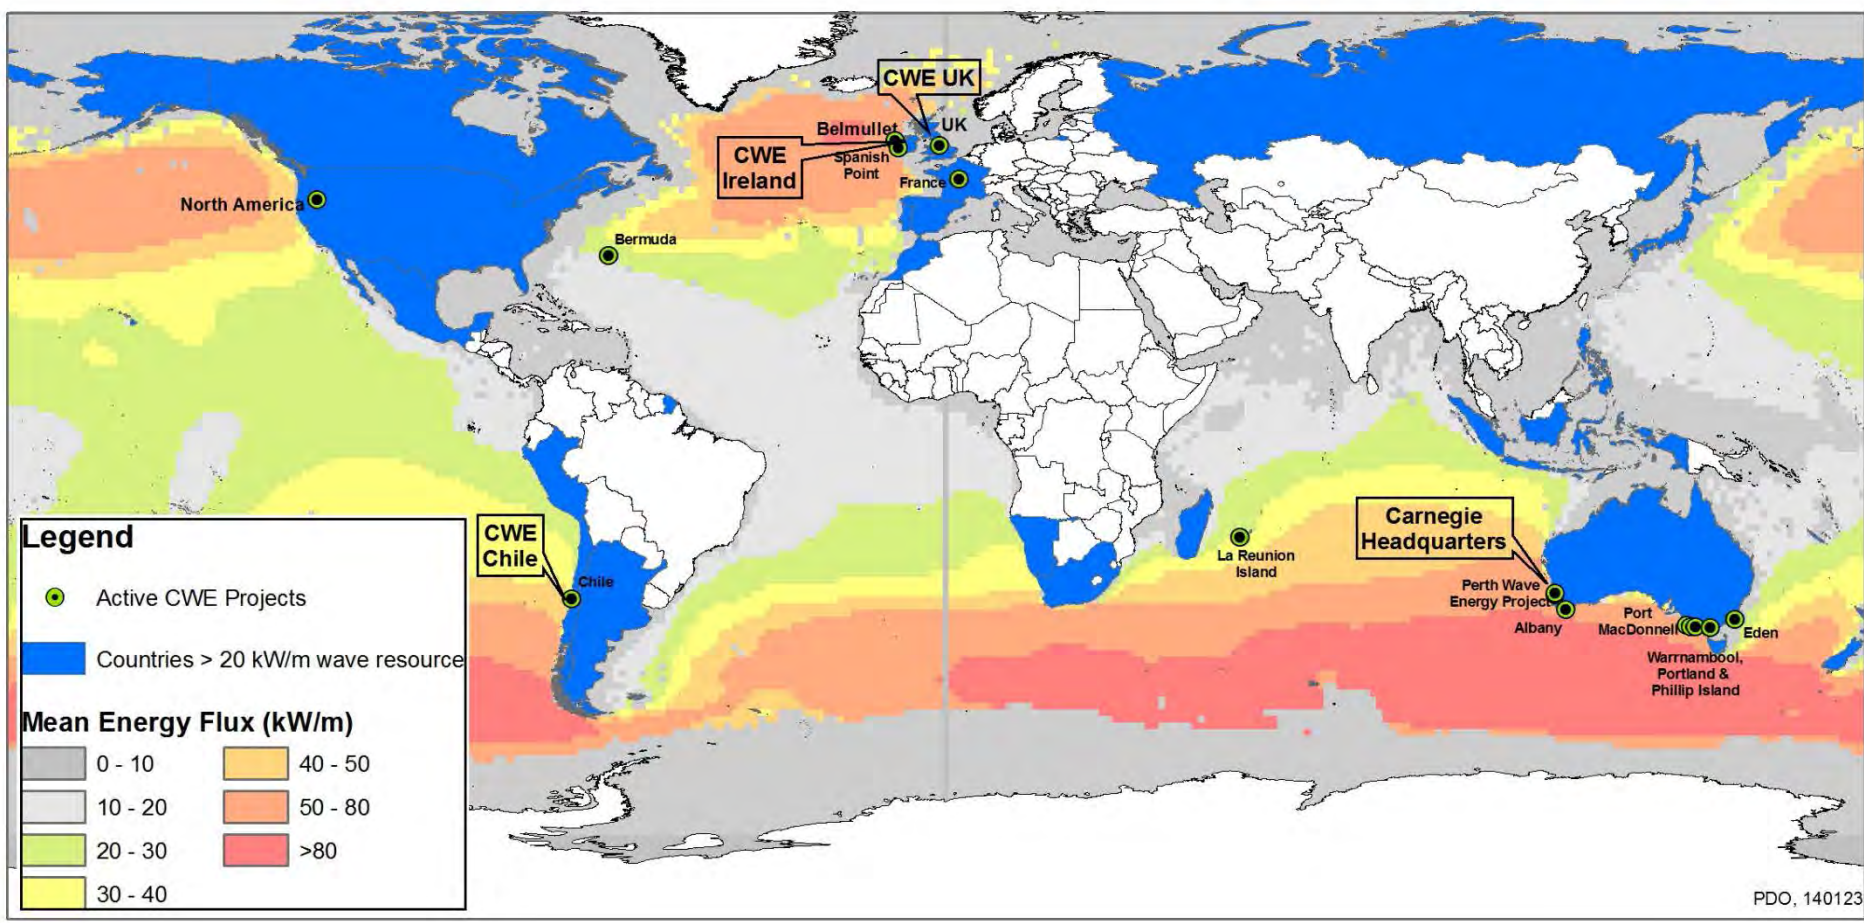 CWE UK
UK
Belmullet
CWE
Ireland
Spanish
Point
France
North America
Bermuda
CWE
Chile
Chile
La Reunion
Island
Carnegie
Headquarters
Perth Wave
Energy Project
Albany
Port
MacDonnell
Eden
Warrnambool,
Portland &
Phillip Island
Legend
Active CWE Projects
Countries > 20 kW/m wave resource
Mean Energy Flux (kW/m)
0 - 10
10 - 20
20 - 30
30 - 40
40 - 50
50 - 80
>80
PDO, 140123